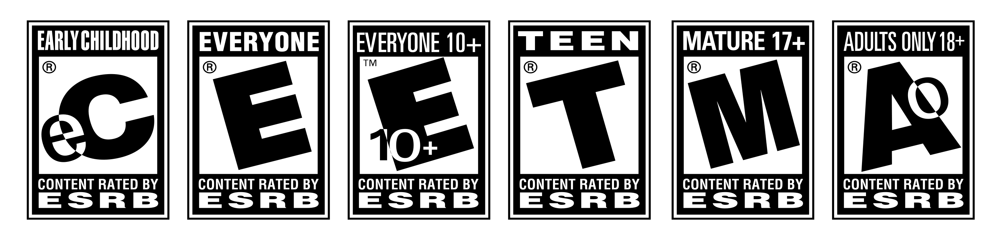 EARLY CHILDHOOD
®
eC
CONTENT RATED BY
ESRB
EVERYONE
®
E
CONTENT RATED BY
ESRB
EVERYONE 10+
TM
E
10+
CONTENT RATED BY
ESRB
TEEN
®
T
CONTENT RATED BY
ESRB
MATURE 17+
®
M
CONTENT RATED BY
ESRB
ADULTS ONLY 18+
®
AO
CONTENT RATED BY
ESRB